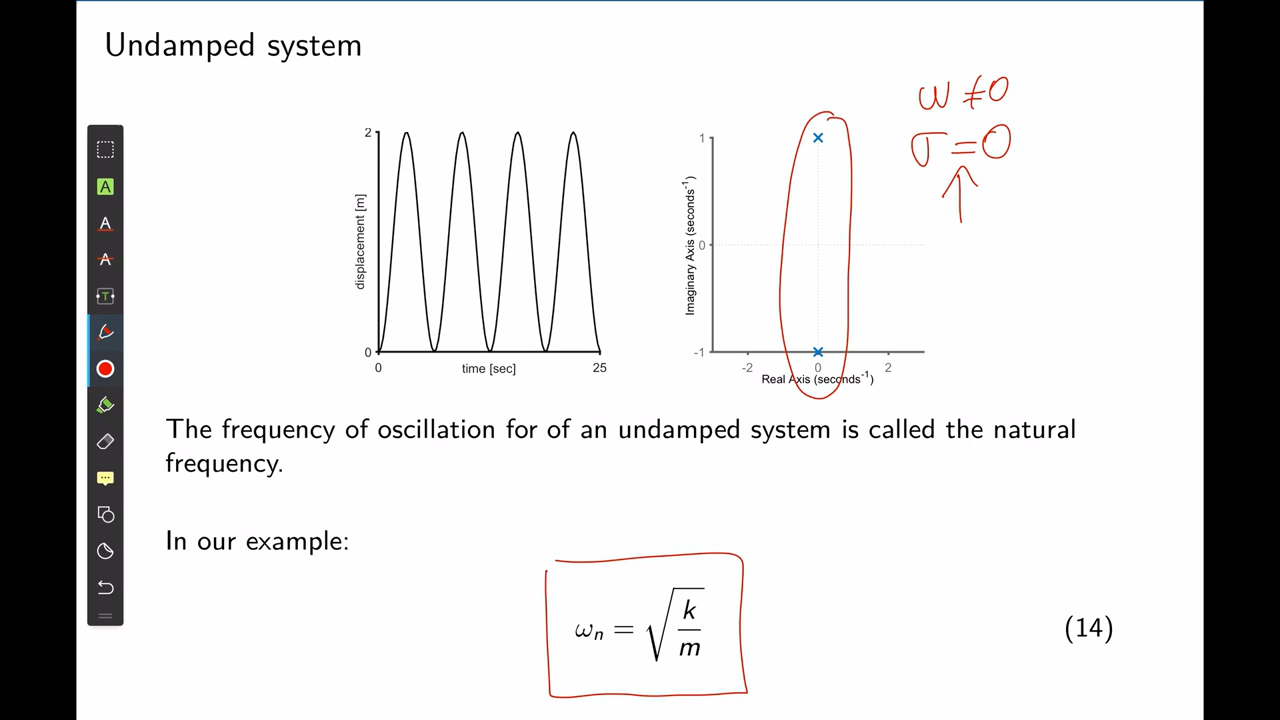 Undamped system
ω ≠ 0
σ = 0
2
0
displacement [m]
0
time [sec]
25
1
0
-1
Imaginary Axis (seconds⁻¹)
-2
0
2
Real Axis (seconds⁻¹)
A
A
A
T
The frequency of oscillation for of an undamped system is called the natural
frequency.
In our example:
ωₙ = √(k/m) (14)